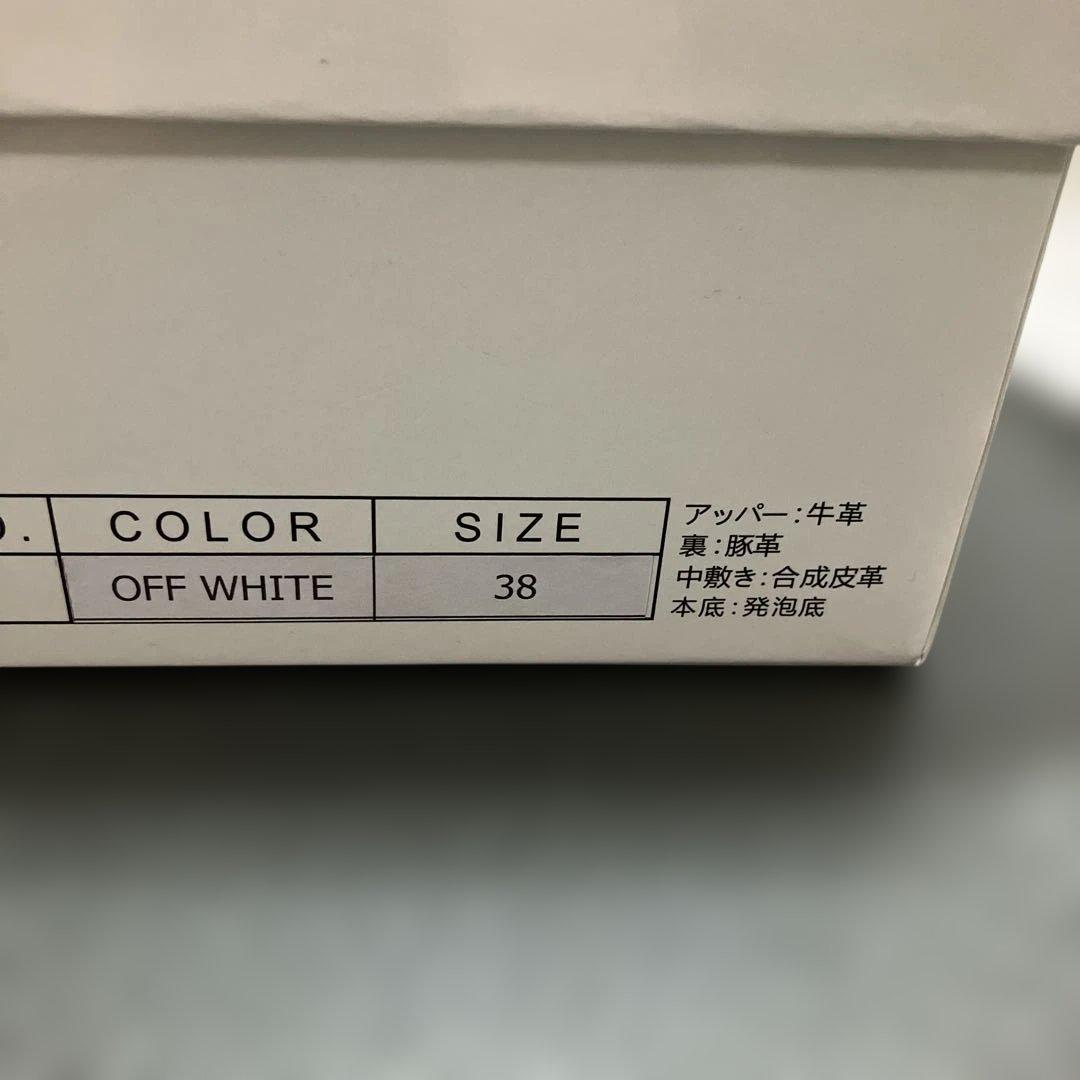 COLOR SIZE
OFF WHITE 38
アッパー:牛革
裏:豚革
中敷き:合成皮革
本底:発泡底